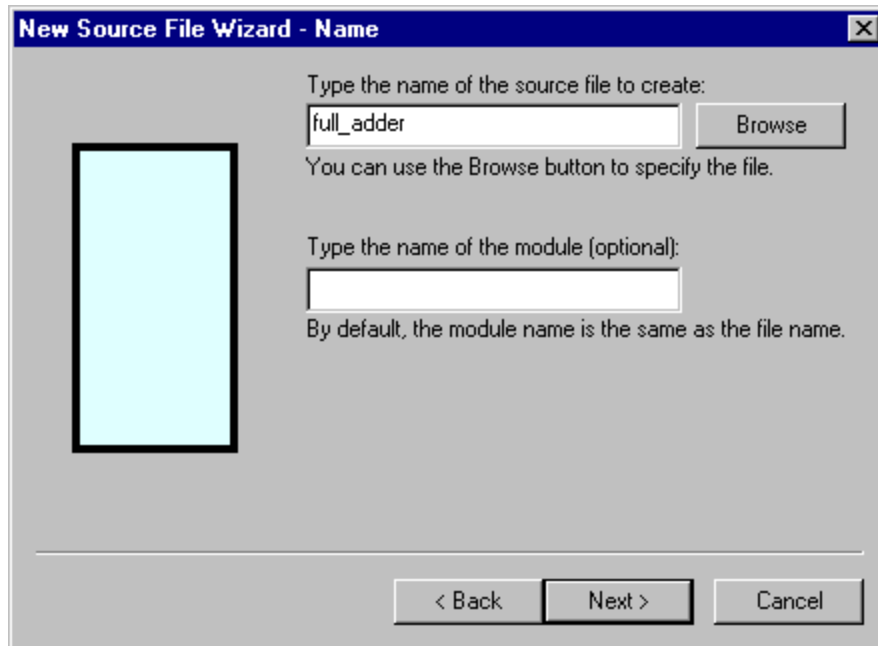 New Source File Wizard - Name
Type the name of the source file to create:
full_adder
Browse
You can use the Browse button to specify the file.
Type the name of the module (optional):
By default, the module name is the same as the file name.
< Back
Next >
Cancel